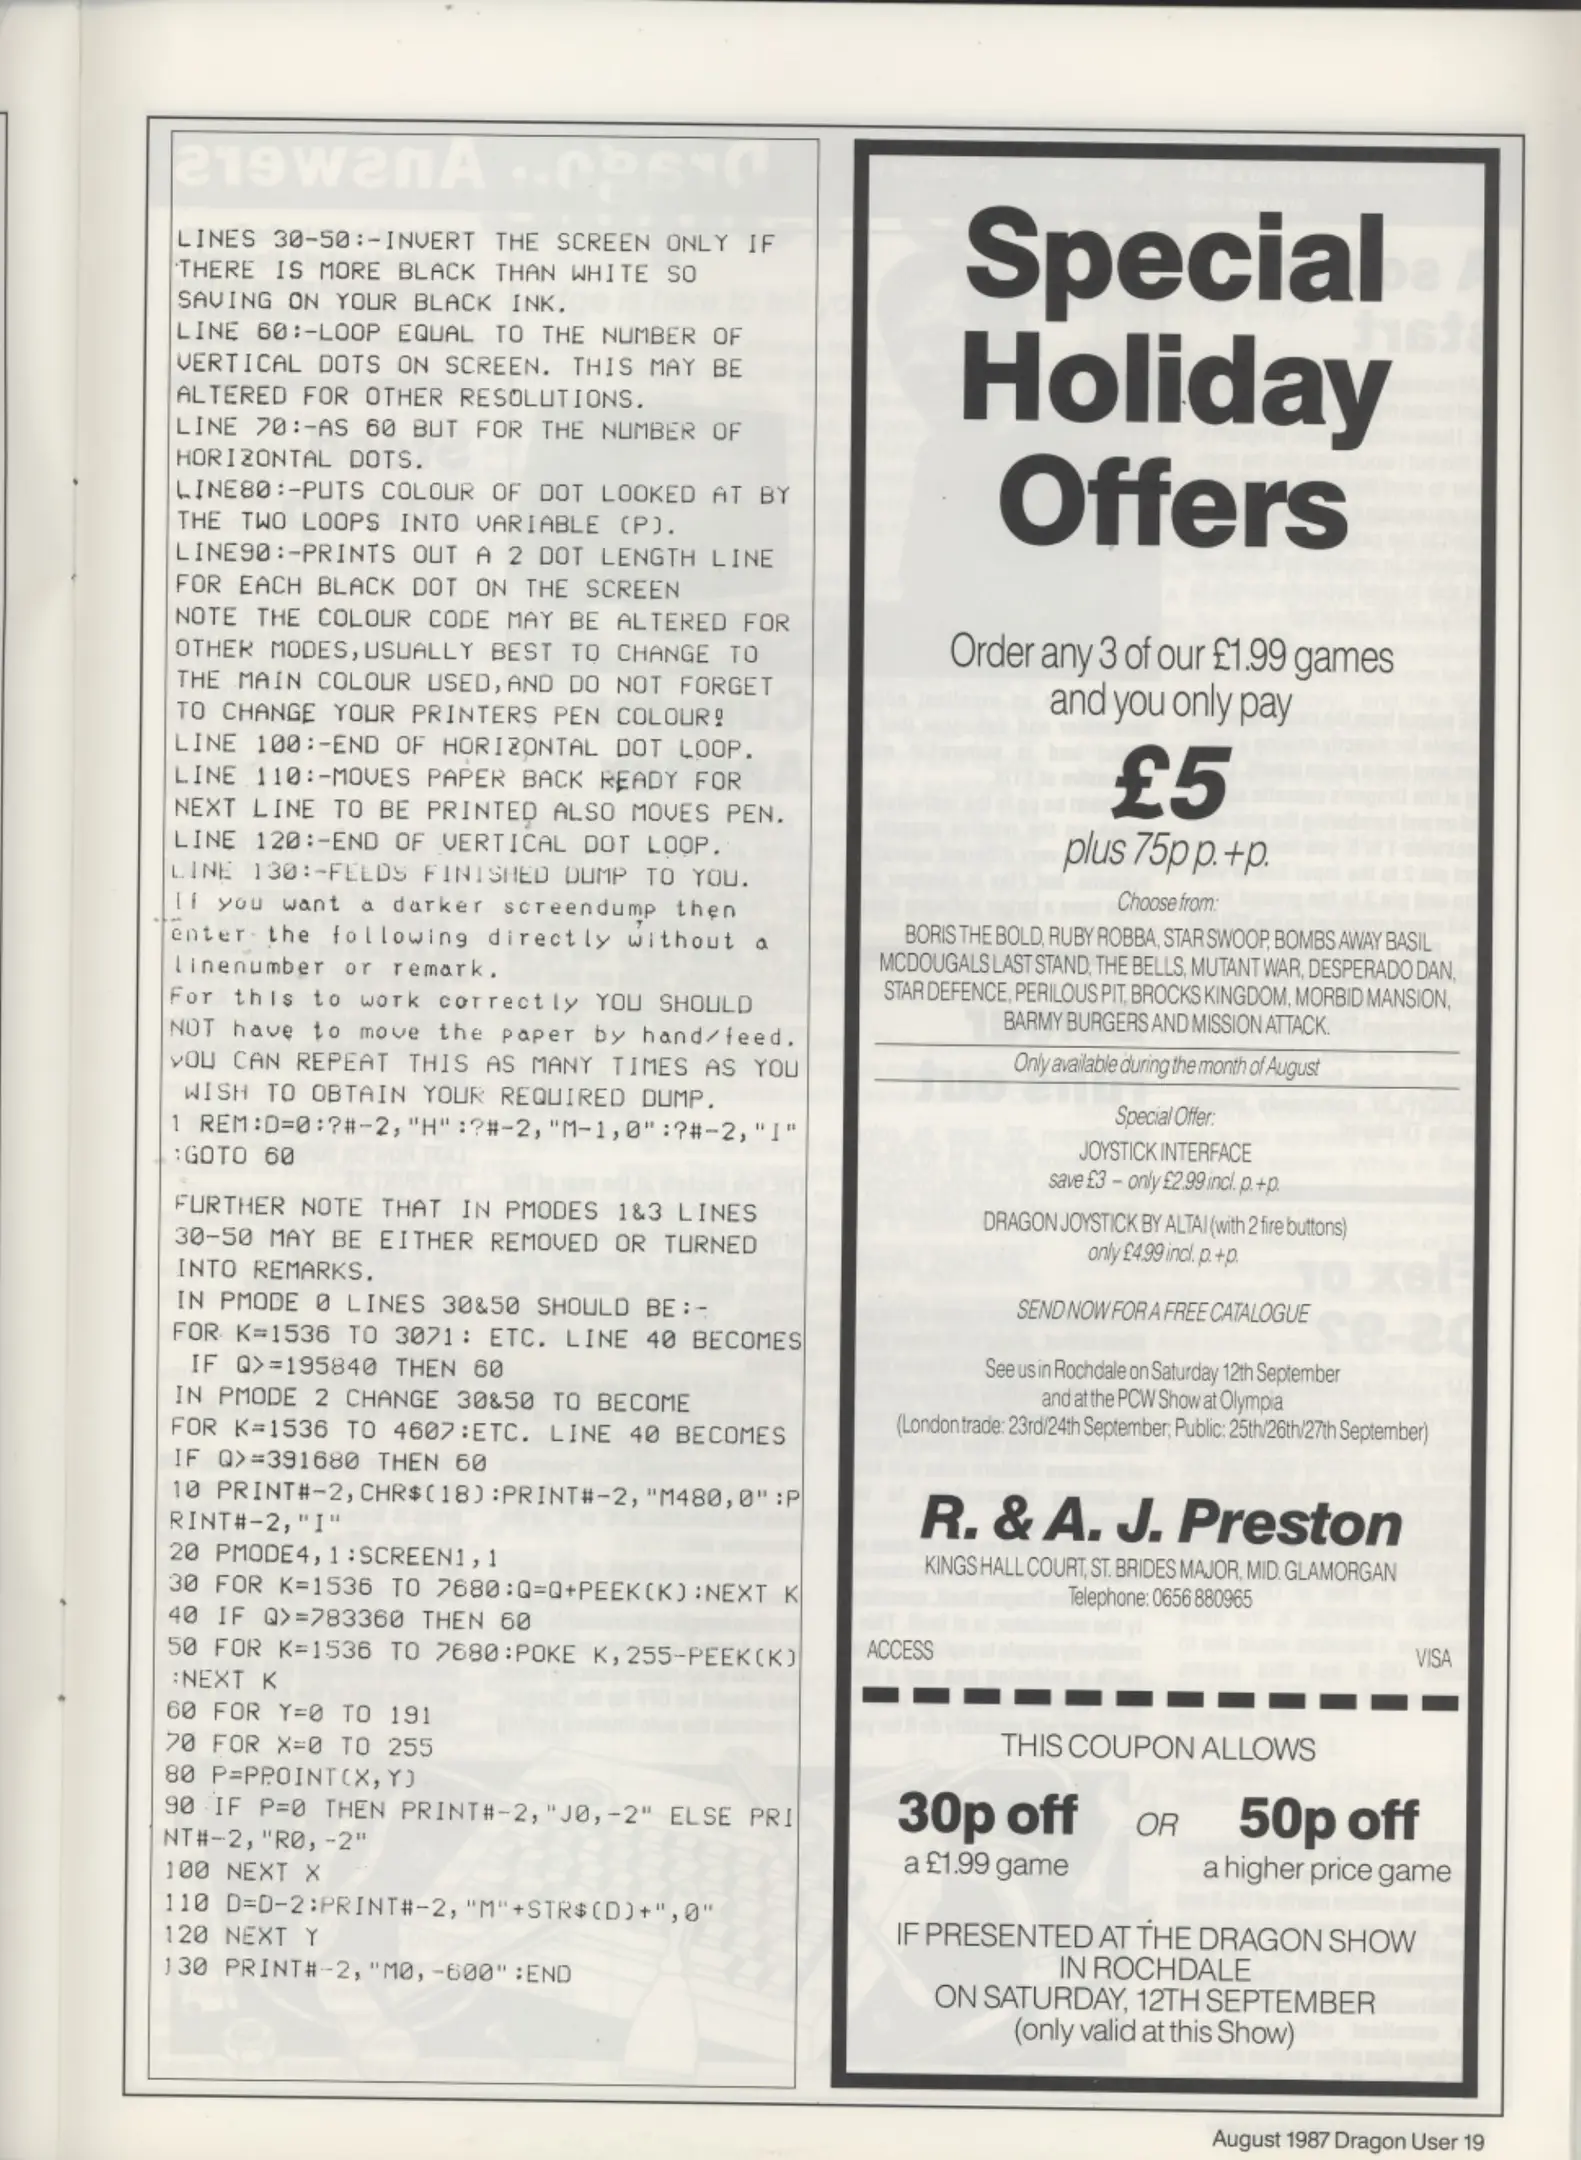 LINES 30-50:-INVERT THE SCREEN ONLY IF
THERE IS MORE BLACK THAN WHITE SO
SAVING ON YOUR BLACK INK.
LINE 60:-LOOP EQUAL TO THE NUMBER OF
VERTICAL DOTS ON SCREEN. THIS MAY BE
ALTERED FOR OTHER RESOLUTIONS.
LINE 70:-AS 60 BUT FOR THE NUMBER OF
HORIZONTAL DOTS.
LINE80:-PUTS COLOUR OF DOT LOOKED AT BY
THE TWO LOOPS INTO VARIABLE (P).
LINE90:-PRINTS OUT A 2 DOT LENGTH LINE
FOR EACH BLACK DOT ON THE SCREEN
NOTE THE COLOUR CODE MAY BE ALTERED FOR
OTHER MODES,USUALLY BEST TO CHANGE TO
THE MAIN COLOUR USED,AND DO NOT FORGET
TO CHANGE YOUR PRINTERS PEN COLOUR!
LINE 100:-END OF HORIZONTAL DOT LOOP.
LINE 110:-MOVES PAPER BACK READY FOR
NEXT LINE TO BE PRINTED ALSO MOVES PEN.
LINE 120:-END OF VERTICAL DOT LOOP.
LINE 130:-FEEDS FINISHED DUMP TO YOU.
If you want a darker screendump then
enter the following directly without a
linenumber or remark.
For this to work correctly YOU SHOULD
NOT have to move the paper by hand/feed.
yOU CAN REPEAT THIS AS MANY TIMES AS YOU
WISH TO OBTAIN YOUR REQUIRED DUMP.
1 REM:D=0:?#-2,"H":?#-2,"M-1,0":?#-2,"I"
:GOTO 60
FURTHER NOTE THAT IN PMODES 1&3 LINES
30-50 MAY BE EITHER REMOVED OR TURNED
INTO REMARKS.
IN PMODE 0 LINES 30&50 SHOULD BE:-
FOR K=1536 TO 3071: ETC. LINE 40 BECOMES
IF Q>=195840 THEN 60
IN PMODE 2 CHANGE 30&50 TO BECOME
FOR K=1536 TO 4607:ETC. LINE 40 BECOMES
IF Q>=391680 THEN 60
10 PRINT#-2,CHR$(18):PRINT#-2,"M480,0":P
RINT#-2,"I"
20 PMODE4,1:SCREEN1,1
30 FOR K=1536 TO 7680:Q=Q+PEEK(K):NEXT K
40 IF Q>=783360 THEN 60
50 FOR K=1536 TO 7680:POKE K,255-PEEK(K)
:NEXT K
60 FOR Y=0 TO 191
70 FOR X=0 TO 255
80 P=PPOINT(X,Y)
90 IF P=0 THEN PRINT#-2,"J0,-2" ELSE PRI
NT#-2,"R0,-2"
100 NEXT X
110 D=D-2:PRINT#-2,"M"+STR$(D)+",0"
120 NEXT Y
130 PRINT#-2,"M0,-600":END
Special
Holiday
Offers
Order any 3 of our £1.99 games
and you only pay
£5
plus 75p p.+p.
Choose from:
BORIS THE BOLD, RUBY ROBBA, STAR SWOOP, BOMBS AWAY BASIL
MCDOUGALS LAST STAND, THE BELLS, MUTANT WAR, DESPERADO DAN,
STAR DEFENCE, PERILOUS PIT, BROCKS KINGDOM, MORBID MANSION,
BARMY BURGERS AND MISSION ATTACK.
Only available during the month of August
Special Offer:
JOYSTICK INTERFACE
save £3 – only £2.99 incl. p.+p.
DRAGON JOYSTICK BY ALTAI (with 2 fire buttons)
only £4.99 incl. p.+p.
SEND NOW FOR A FREE CATALOGUE
See us in Rochdale on Saturday 12th September
and at the PCW Show at Olympia
(London trade: 23rd/24th September; Public: 25th/26th/27th September)
R. & A. J. Preston
KINGS HALL COURT, ST. BRIDES MAJOR, MID. GLAMORGAN
Telephone: 0656 880965
ACCESS VISA
THIS COUPON ALLOWS
30p off OR 50p off
a £1.99 game a higher price game
IF PRESENTED AT THE DRAGON SHOW
IN ROCHDALE
ON SATURDAY, 12TH SEPTEMBER
(only valid at this Show)
August 1987 Dragon User 19